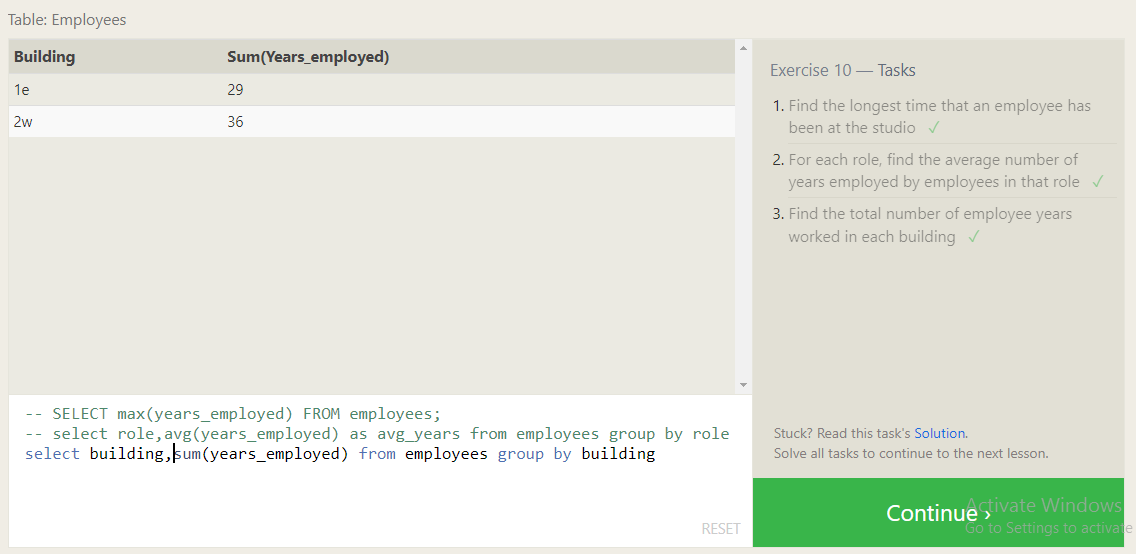 Table: Employees
Building Sum(Years_employed)
1e 29
2w 36
-- SELECT max(years_employed) FROM employees;
-- select role,avg(years_employed) as avg_years from employees group by role
select building,sum(years_employed) from employees group by building
RESET
Exercise 10 — Tasks
1. Find the longest time that an employee has
been at the studio ✓
2. For each role, find the average number of
years employed by employees in that role ✓
3. Find the total number of employee years
worked in each building ✓
Stuck? Read this task's Solution.
Solve all tasks to continue to the next lesson.
Continue ›
Activate Windows
Go to Settings to activate